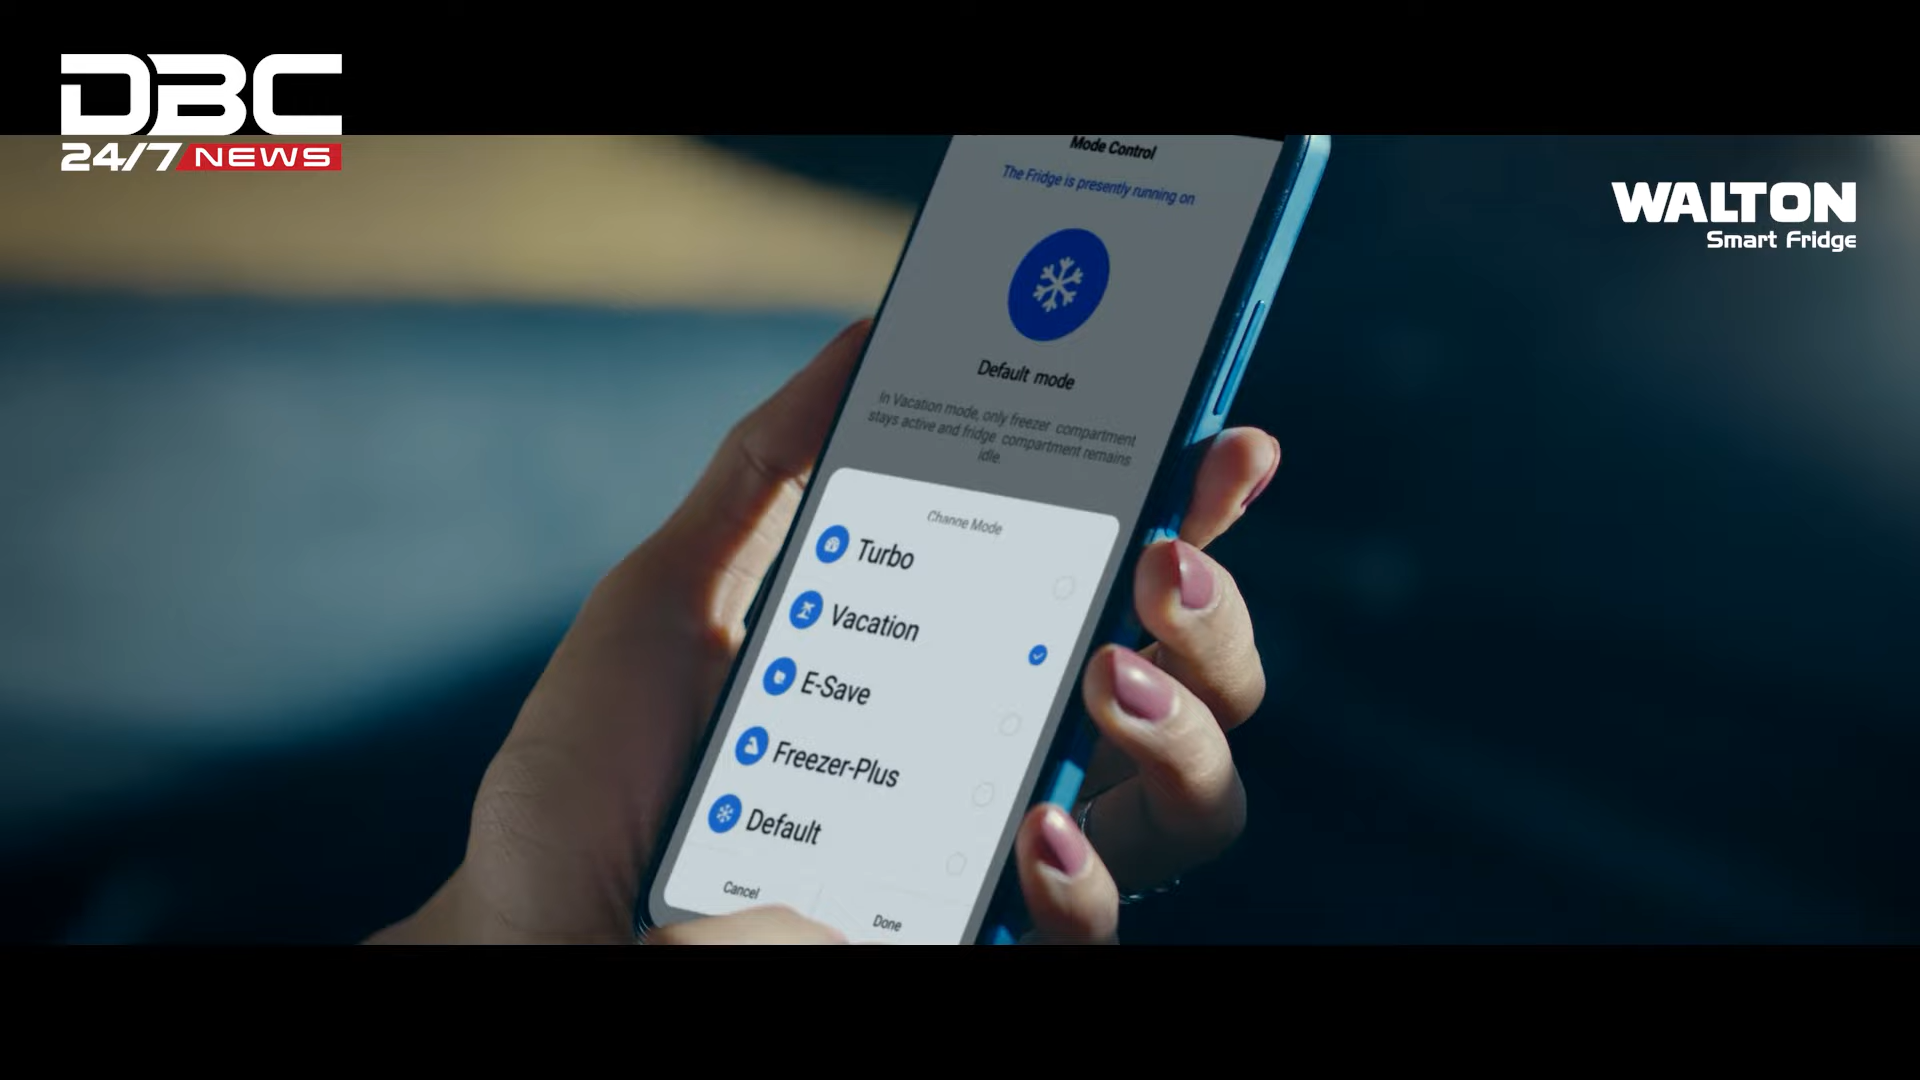 DBC
24/7 NEWS
WALTON
Smart Fridge
Mode Control
The Fridge is presently running on
Default mode
In Vacation mode, only freezer compartment
stays active and fridge compartment remains
idle.
Change Mode
Turbo
Vacation
E-Save
Freezer-Plus
Default
Cancel
Done